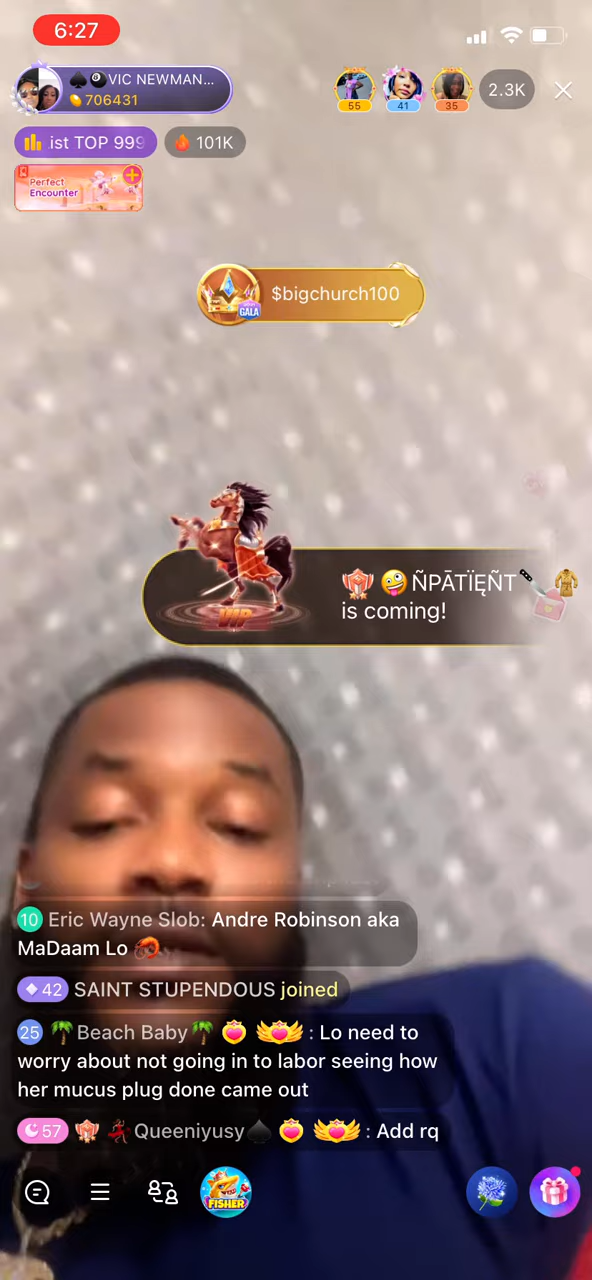 6:27
VIC NEWMAN...
706431
55
41
35
2.3K
ist TOP 999
101K
Perfect
Encounter
GALA
$bigchurch100
VIP
ÑPĀTÏĘÑT
is coming!
10 Eric Wayne Slob: Andre Robinson aka
MaDaam Lo
42 SAINT STUPENDOUS joined
25 🌴Beach Baby🌴 : Lo need to
worry about not going in to labor seeing how
her mucus plug done came out
57 Queeniyusy♠ : Add rq
FISHER